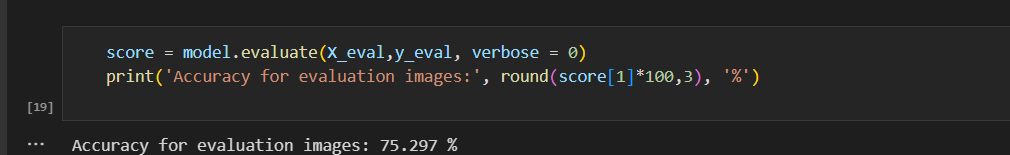 score = model.evaluate(X_eval,y_eval, verbose = 0)
print('Accuracy for evaluation images:', round(score[1]*100,3), '%')
[19]
··· Accuracy for evaluation images: 75.297 %